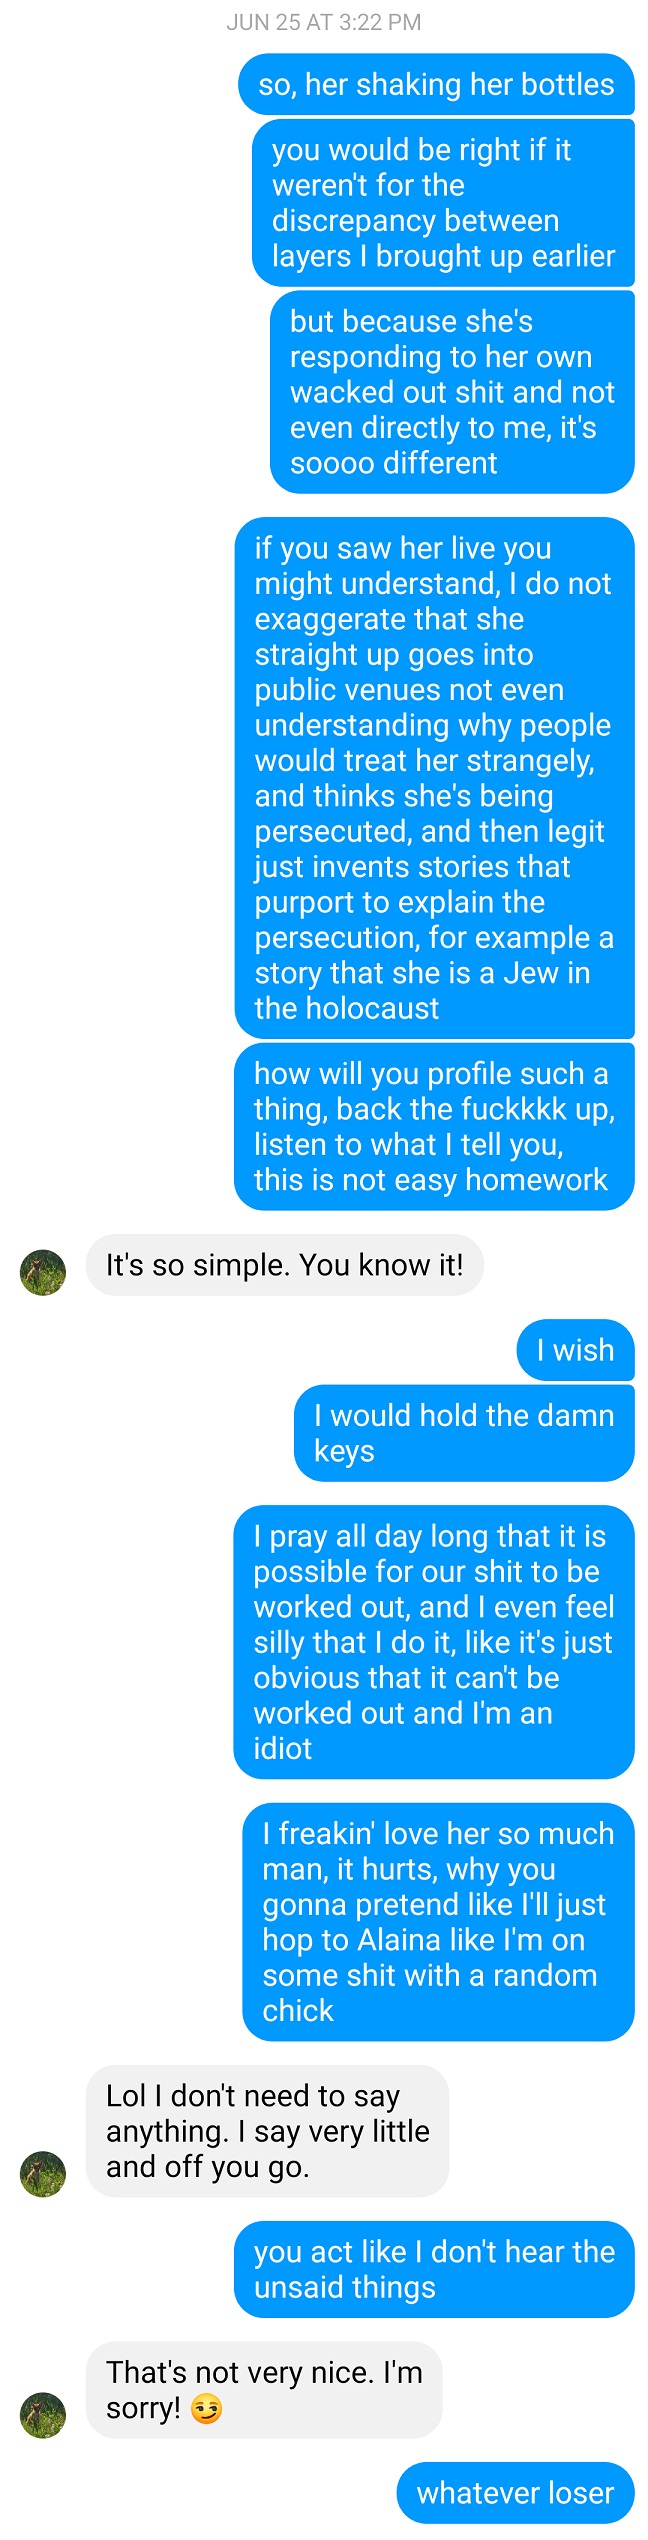 JUN 25 AT 3:22 PM
so, her shaking her bottles
you would be right if it
weren't for the
discrepancy between
layers I brought up earlier
but because she's
responding to her own
wacked out shit and not
even directly to me, it's
soooo different
if you saw her live you
might understand, I do not
exaggerate that she
straight up goes into
public venues not even
understanding why people
would treat her strangely,
and thinks she's being
persecuted, and then legit
just invents stories that
purport to explain the
persecution, for example a
story that she is a Jew in
the holocaust
how will you profile such a
thing, back the fuckkkk up,
listen to what I tell you,
this is not easy homework
It's so simple. You know it!
I wish
I would hold the damn
keys
I pray all day long that it is
possible for our shit to be
worked out, and I even feel
silly that I do it, like it's just
obvious that it can't be
worked out and I'm an
idiot
I freakin' love her so much
man, it hurts, why you
gonna pretend like I'll just
hop to Alaina like I'm on
some shit with a random
chick
Lol I don't need to say
anything. I say very little
and off you go.
you act like I don't hear the
unsaid things
That's not very nice. I'm
sorry! 😏
whatever loser